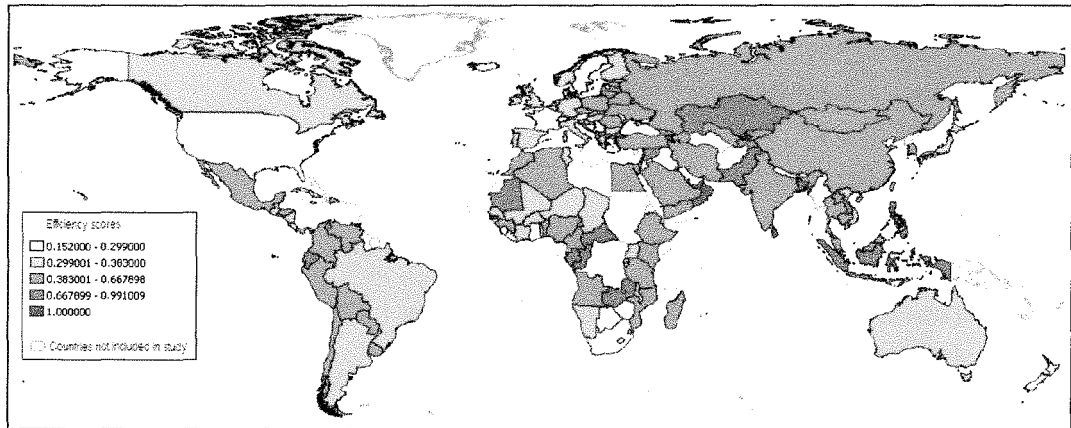 Efficiency scores
0.152000 - 0.299000
0.299001 - 0.383000
0.383001 - 0.667898
0.667899 - 0.991009
1.000000
Countries not included in study